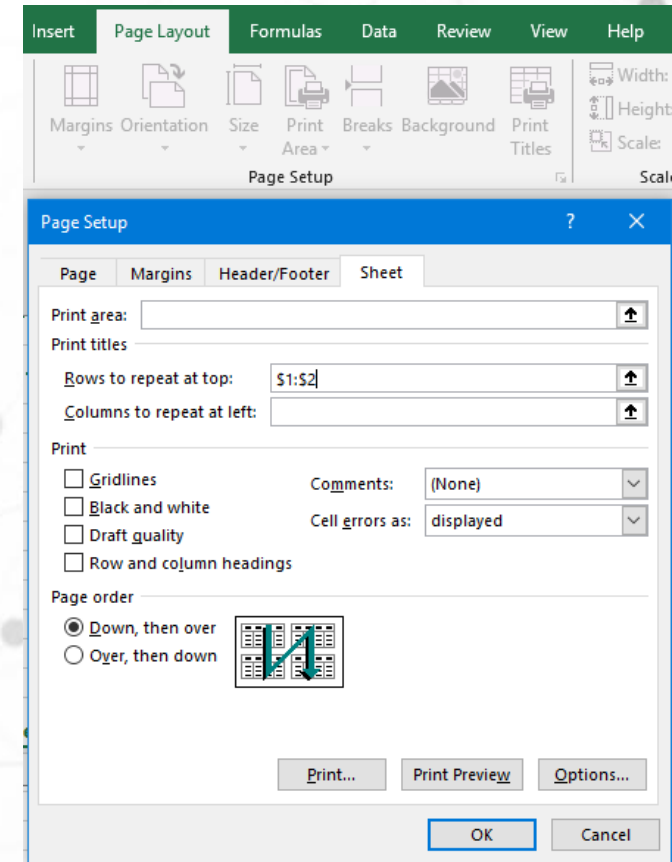 Insert Page Layout Formulas Data Review View Help
Margins Orientation Size Print Area Breaks Background Print Titles
Width:
Height:
Scale:
Page Setup
Page Setup ?
Page Margins Header/Footer Sheet
Print area:
Print titles
Rows to repeat at top: $1:$2
Columns to repeat at left:
Print
Gridlines
Comments: (None)
Black and white
Cell errors as: displayed
Draft quality
Row and column headings
Page order
Down, then over
Over, then down
Print... Print Preview Options...
OK Cancel